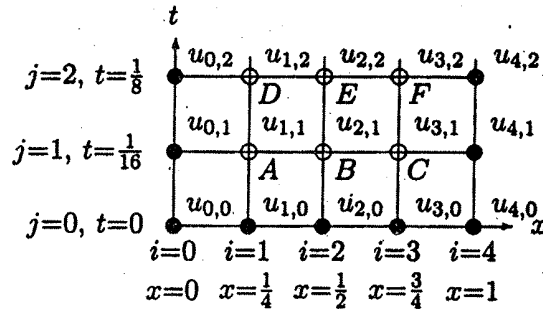 t
u0,2 u1,2 u2,2 u3,2 u4,2
j=2, t=1/8
D E F
u0,1 u1,1 u2,1 u3,1 u4,1
j=1, t=1/16
A B C
u0,0 u1,0 u2,0 u3,0 u4,0
j=0, t=0 x
i=0 i=1 i=2 i=3 i=4
x=0 x=1/4 x=1/2 x=3/4 x=1